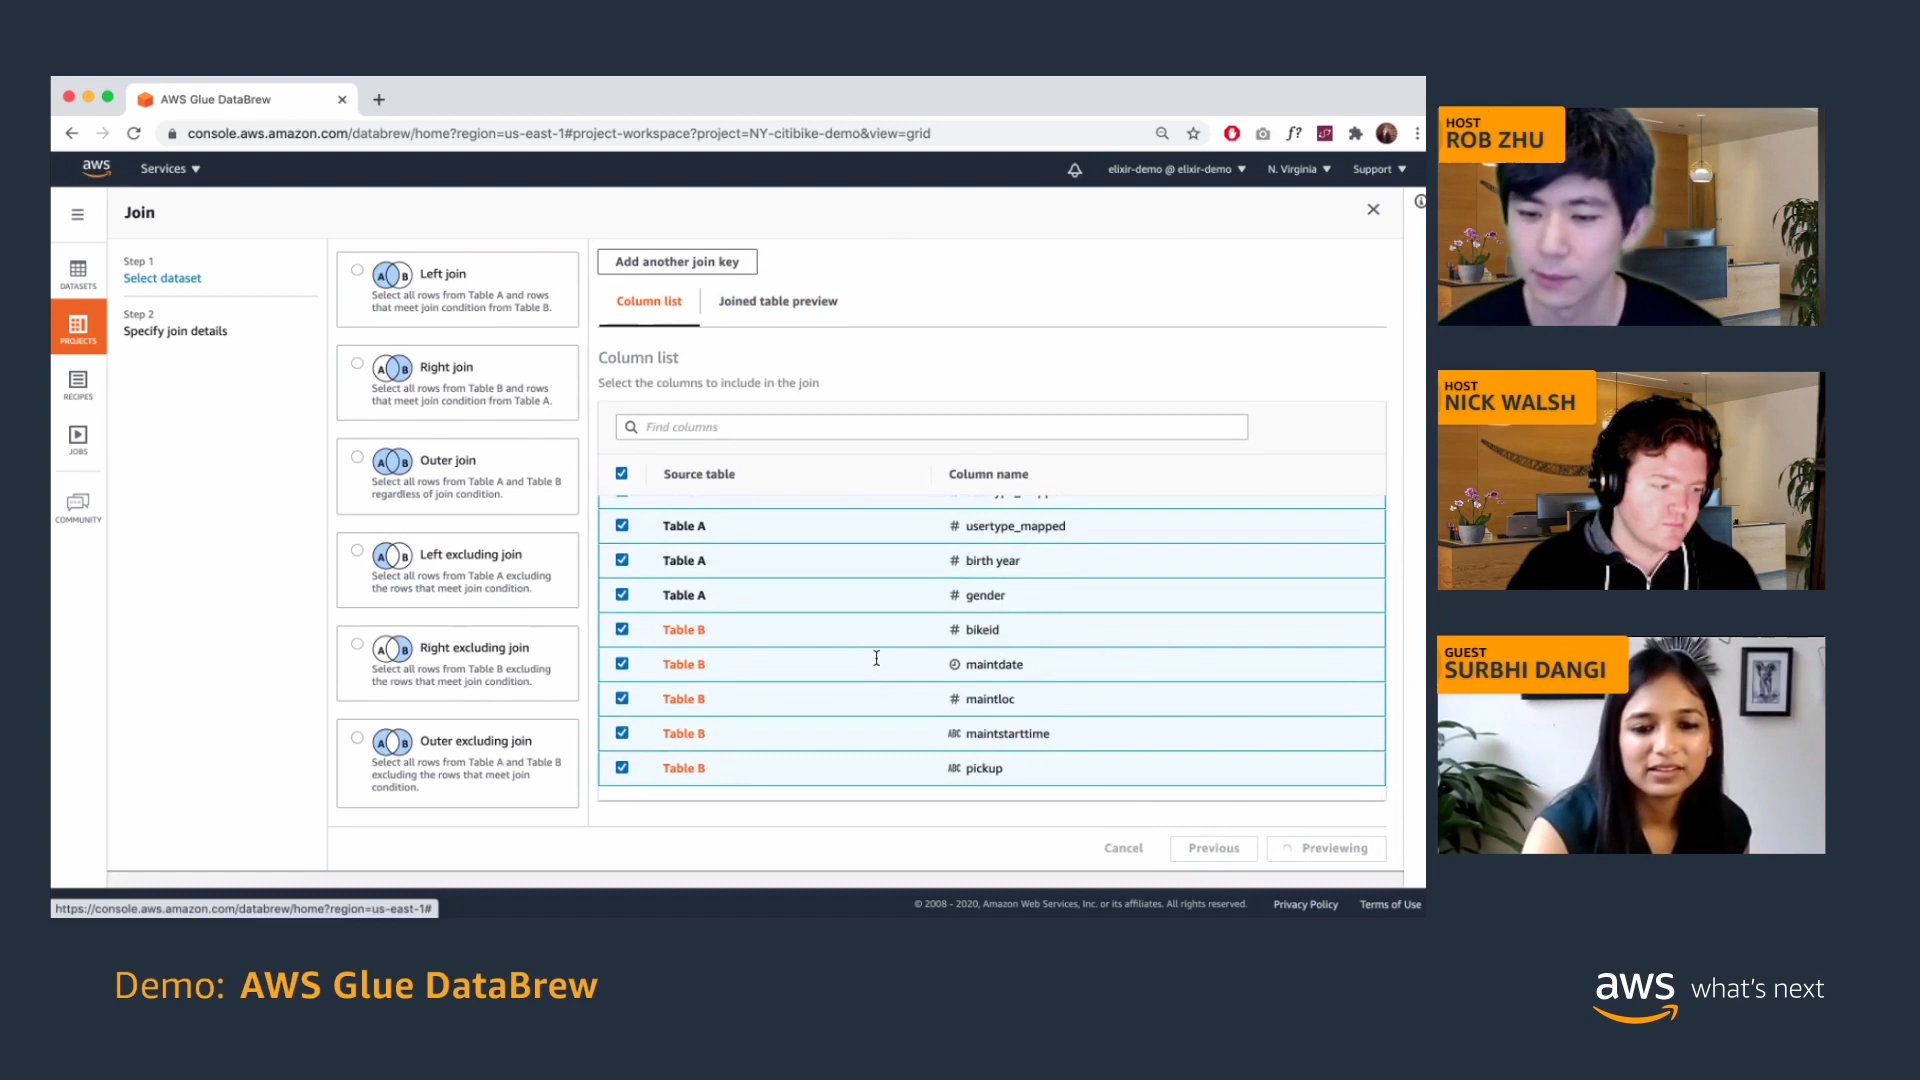 AWS Glue DataBrew
console.aws.amazon.com/databrew/home?region=us-east-1#project-workspace?project=NY-citibike-demo&view=grid
f?
aws
Services
elixir-demo @ elixir-demo
N. Virginia
Support
DATASETS
PROJECTS
RECIPES
JOBS
COMMUNITY
Join
Step 1
Select dataset
Step 2
Specify join details
A B
Left join
Select all rows from Table A and rows
that meet join condition from Table B.
A B
Right join
Select all rows from Table B and rows
that meet join condition from Table A.
A B
Outer join
Select all rows from Table A and Table B
regardless of join condition.
A B
Left excluding join
Select all rows from Table A excluding
the rows that meet join condition.
A B
Right excluding join
Select all rows from Table B excluding
the rows that meet join condition.
A B
Outer excluding join
Select all rows from Table A and Table B
excluding the rows that meet join
condition.
Add another join key
Column list
Joined table preview
Column list
Select the columns to include in the join
Find columns
Source table Column name
Table A # usertype_mapped
Table A # birth year
Table A # gender
Table B # bikeid
Table B maintdate
Table B # maintloc
Table B ABC maintstarttime
Table B ABC pickup
Cancel
Previous
Previewing
https://console.aws.amazon.com/databrew/home?region=us-east-1#
© 2008 - 2020, Amazon Web Services, Inc. or its affiliates. All rights reserved.
Privacy Policy
Terms of Use
HOST
ROB ZHU
HOST
NICK WALSH
GUEST
SURBHI DANGI
Demo: AWS Glue DataBrew
aws what's next